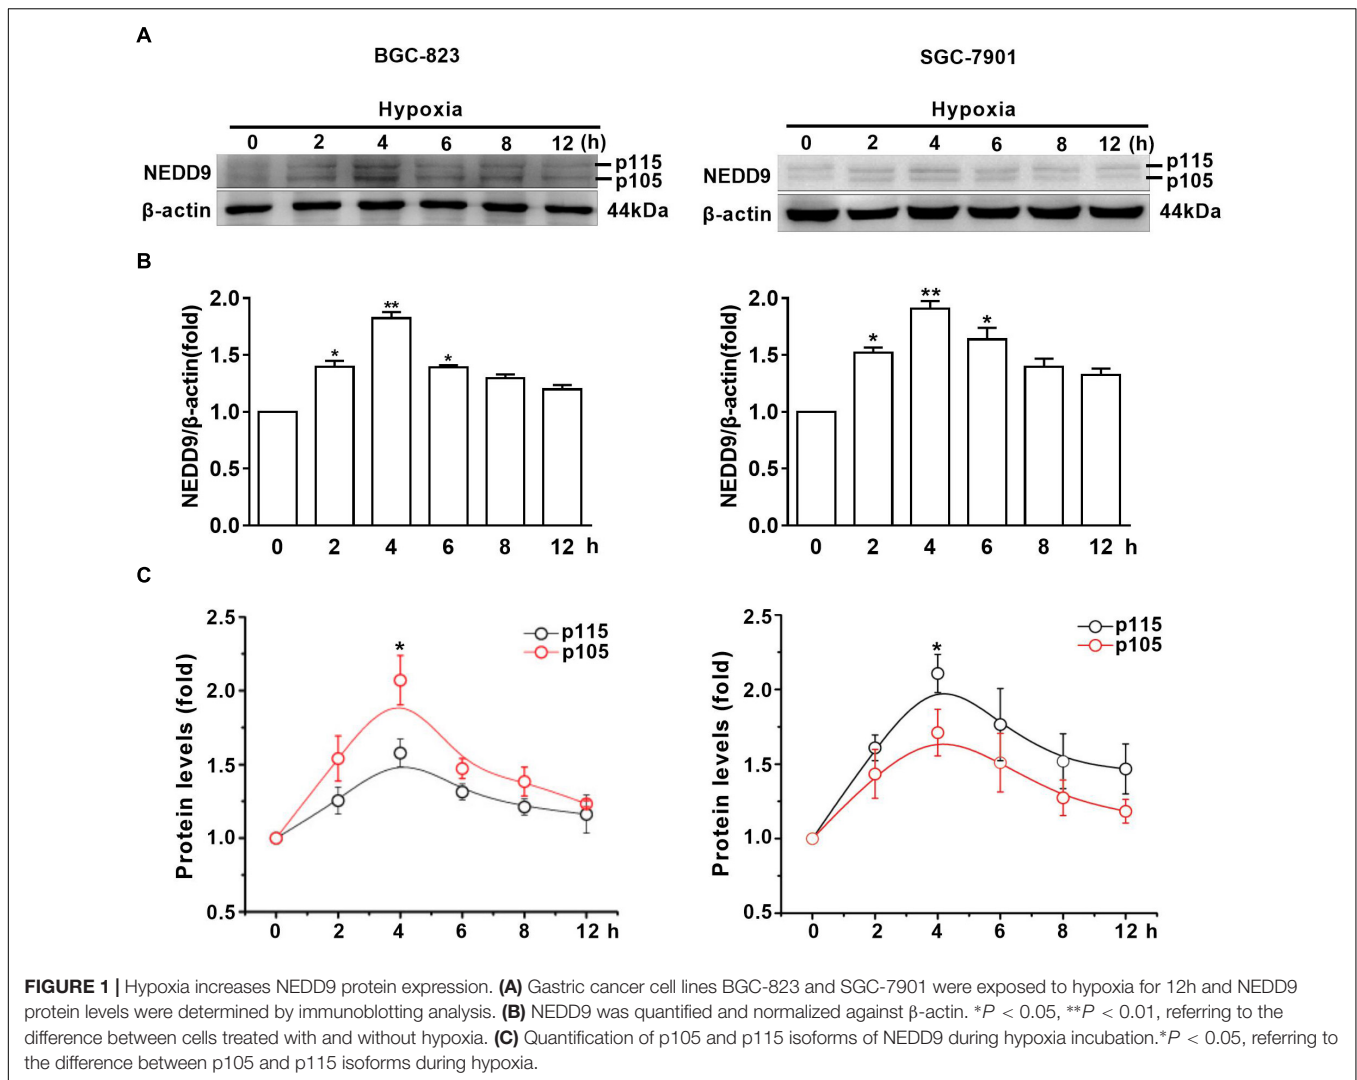 A
BGC-823
SGC-7901
Hypoxia
Hypoxia
0 2 4 6 8 12 (h)
0 2 4 6 8 12 (h)
NEDD9
p115
p105
NEDD9
p115
p105
β-actin
44kDa
β-actin
44kDa
B
NEDD9/β-actin(fold)
2.0
1.5
1.0
0.5
0.0
*
**
*
0 2 4 6 8 12 h
NEDD9/β-actin(fold)
2.0
1.5
1.0
0.5
0.0
*
**
*
0 2 4 6 8 12 h
C
Protein levels (fold)
2.5
2.0
1.5
1.0
0.5
*
p115
p105
0 2 4 6 8 12 h
Protein levels (fold)
2.5
2.0
1.5
1.0
0.5
*
p115
p105
0 2 4 6 8 12 h
FIGURE 1 | Hypoxia increases NEDD9 protein expression. (A) Gastric cancer cell lines BGC-823 and SGC-7901 were exposed to hypoxia for 12h and NEDD9
protein levels were determined by immunoblotting analysis. (B) NEDD9 was quantified and normalized against β-actin. *P < 0.05, **P < 0.01, referring to the
difference between cells treated with and without hypoxia. (C) Quantification of p105 and p115 isoforms of NEDD9 during hypoxia incubation.*P < 0.05, referring to
the difference between p105 and p115 isoforms during hypoxia.